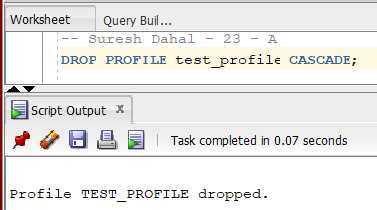 Worksheet Query Buil...
-- Suresh Dahal - 23 - A
DROP PROFILE test_profile CASCADE;
Script Output x
Task completed in 0.07 seconds
Profile TEST_PROFILE dropped.